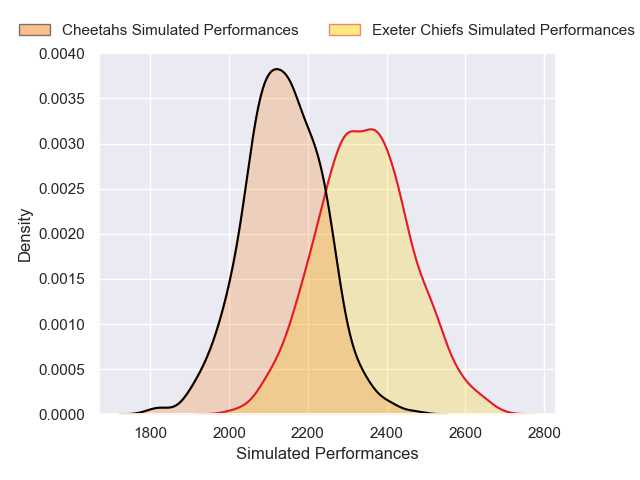 Cheetahs Simulated Performances Exeter Chiefs Simulated Performances
0.0040
0.0035
0.0030
0.0025
0.0020
0.0015
0.0010
0.0005
0.0000
Density
1800 2000 2200 2400 2600 2800
Simulated Performances